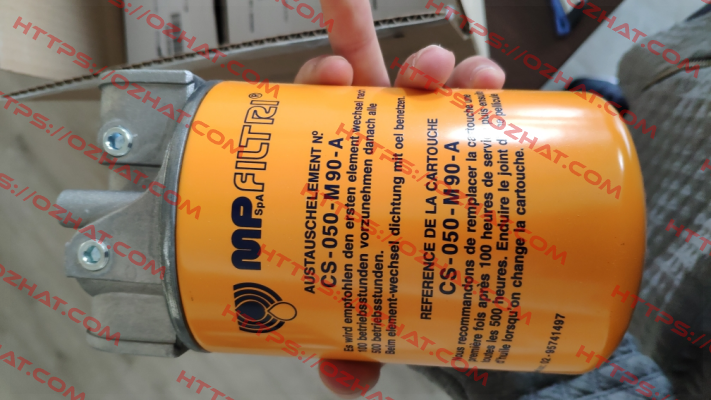 MP FILTRI®
SpA
AUSTAUSCHELEMENT Nº
CS-050-M90-A
Es wird empfohlen den ersten element wechsel nach
100 betriebsstunden vorzunehmen danach alle
500 betriebsstunden.
Beim element-wechsel dichtung mit oel benetzen.
REFERENCE DE LA CARTOUCHE
CS-050-M90-A
recommandons de remplacer la cartouche une
première fois après 100 heures de service puis ensuite
toutes les 500 heures. Enduire le joint
d'huile lorsqu'on change la cartouche.
HTTPS://OZHAT.COM